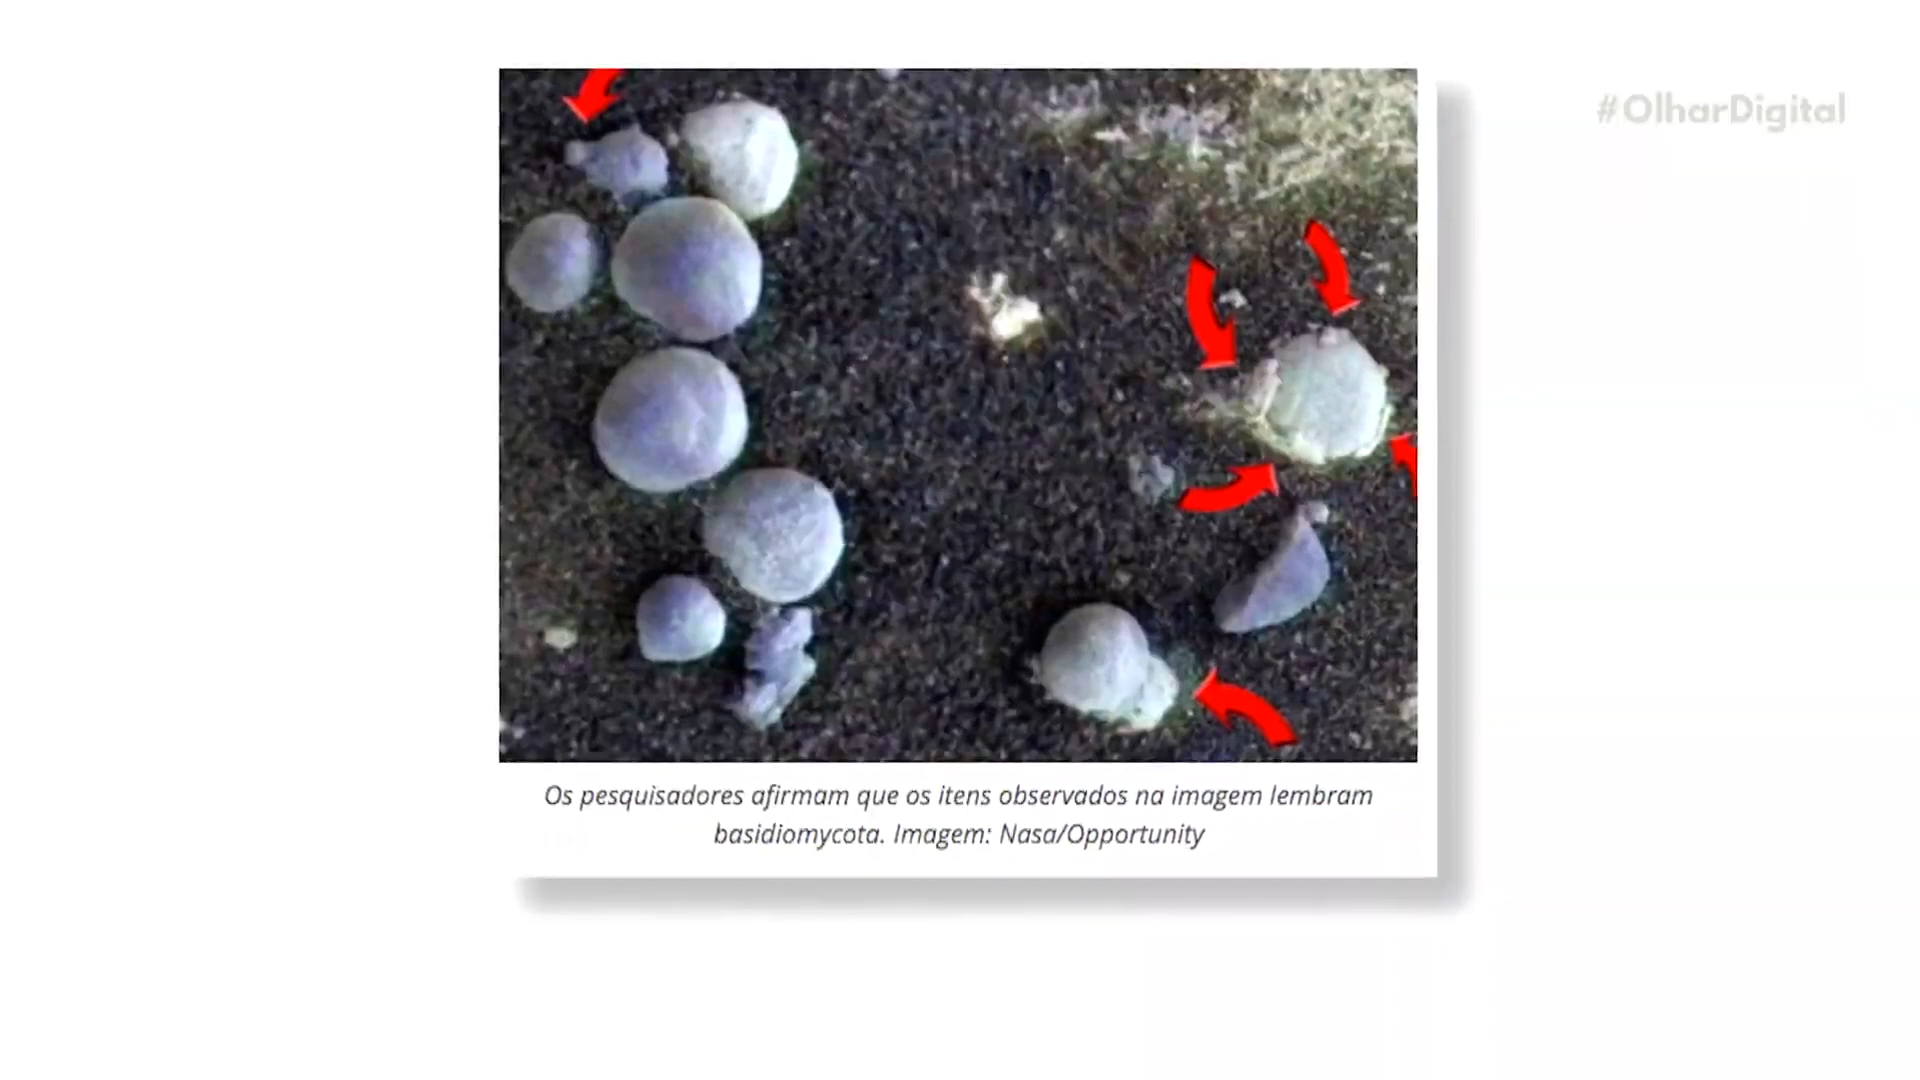 #OlharDigital
Os pesquisadores afirmam que os itens observados na imagem lembram
basidiomycota. Imagem: Nasa/Opportunity